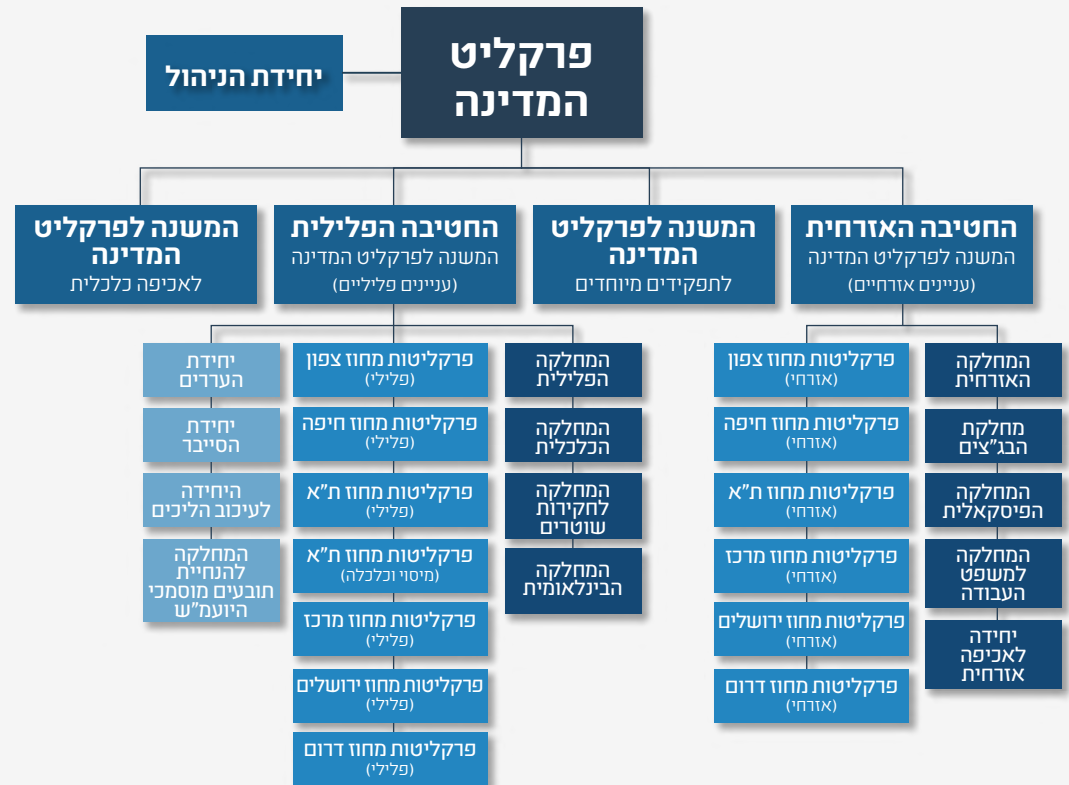 פרקליט
המדינה
יחידת הניהול
החטיבה האזרחית
המשנה לפרקליט המדינה
(עניינים אזרחיים)
המשנה לפרקליט
המדינה
לתפקידים מיוחדים
החטיבה הפלילית
המשנה לפרקליט המדינה
(עניינים פליליים)
המשנה לפרקליט
המדינה
לאכיפה כלכלית
המחלקה
האזרחית
מחלקת
הבג"צים
המחלקה
הפיסקאלית
המחלקה
למשפט
העבודה
יחידה
לאכיפה
אזרחית
פרקליטות מחוז צפון
(אזרחי)
פרקליטות מחוז חיפה
(אזרחי)
פרקליטות מחוז ת"א
(אזרחי)
פרקליטות מחוז מרכז
(אזרחי)
פרקליטות מחוז ירושלים
(אזרחי)
פרקליטות מחוז דרום
(אזרחי)
המחלקה
הפלילית
המחלקה
הכלכלית
המחלקה
לחקירות
שוטרים
המחלקה
הבינלאומית
פרקליטות מחוז צפון
(פלילי)
פרקליטות מחוז חיפה
(פלילי)
פרקליטות מחוז ת"א
(פלילי)
פרקליטות מחוז ת"א
(מיסוי וכלכלה)
פרקליטות מחוז מרכז
(פלילי)
פרקליטות מחוז ירושלים
(פלילי)
פרקליטות מחוז דרום
(פלילי)
יחידת
העררים
יחידת
הסייבר
היחידה
לעיכוב הליכים
המחלקה
להנחיית
תובעים מוסמכי
היועמ"ש